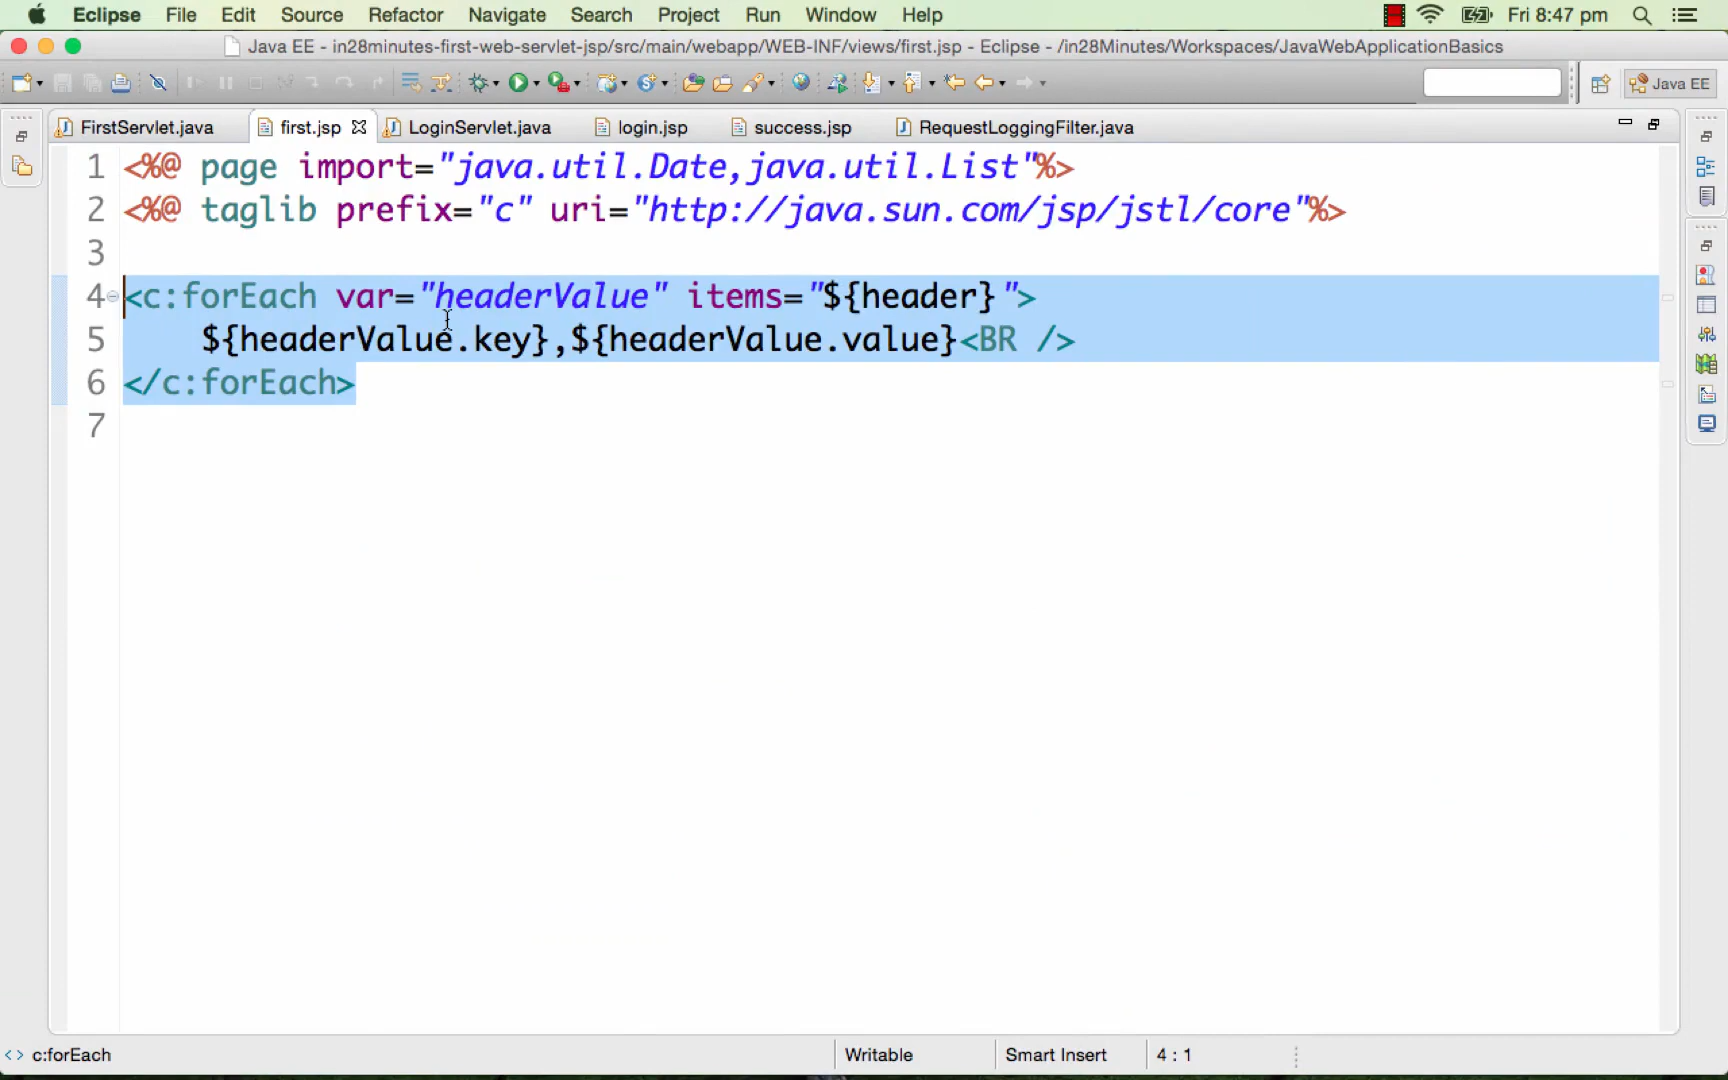 Eclipse File Edit Source Refactor Navigate Search Project Run Window Help Fri 8:47 pm
Java EE - in28minutes-first-web-servlet-jsp/src/main/webapp/WEB-INF/views/first.jsp - Eclipse - /in28Minutes/Workspaces/JavaWebApplicationBasics
Java EE
FirstServlet.java first.jsp LoginServlet.java login.jsp success.jsp RequestLoggingFilter.java
1 <%@ page import="java.util.Date,java.util.List"%>
2 <%@ taglib prefix="c" uri="http://java.sun.com/jsp/jstl/core"%>
3
4 <c:forEach var="headerValue" items="${header}">
5 ${headerValue.key},${headerValue.value}<BR />
6 </c:forEach>
7
<> c:forEach Writable Smart Insert 4 : 1